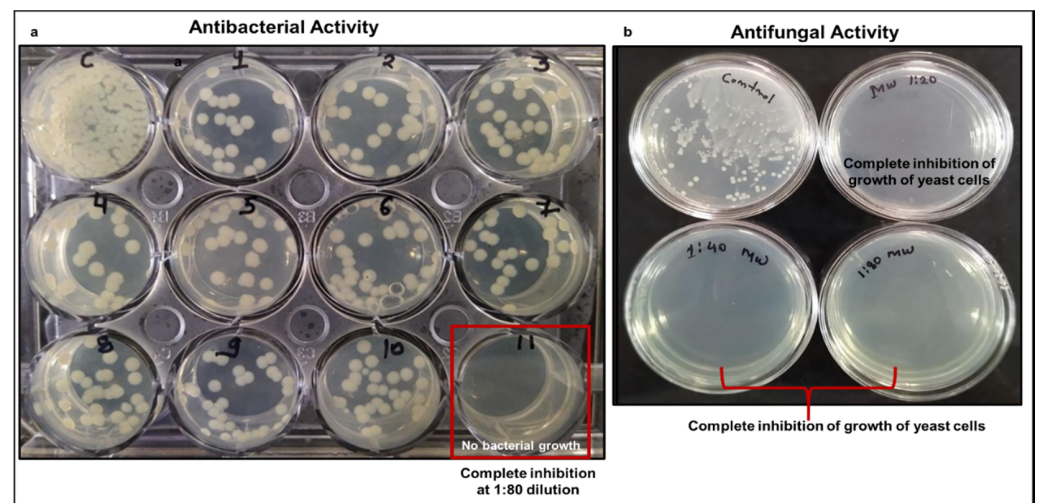 a
Antibacterial Activity
C
a
1
2
3
4
5
6
7
8
9
10
11
No bacterial growth
Complete inhibition
at 1:80 dilution
b
Antifungal Activity
Control
MW 1:20
Complete inhibition of
growth of yeast cells
1:40 MW
1:80 MW
Complete inhibition of growth of yeast cells